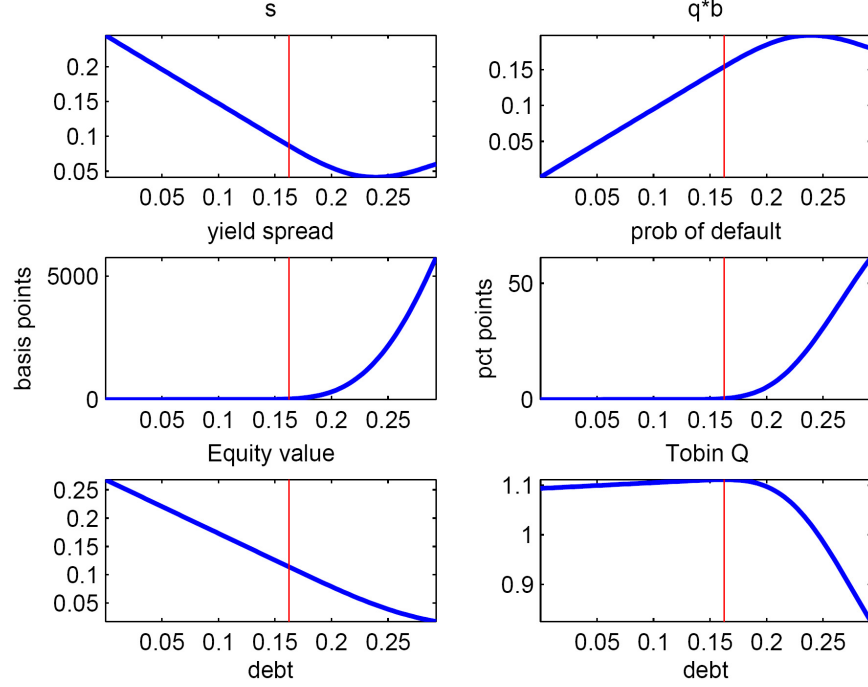 s
0.2
0.15
0.1
0.05
0.05 0.1 0.15 0.2 0.25
q*b
0.15
0.1
0.05
0.05 0.1 0.15 0.2 0.25
yield spread
basis points
5000
0
0.05 0.1 0.15 0.2 0.25
prob of default
pct points
50
0
0.05 0.1 0.15 0.2 0.25
Equity value
0.25
0.2
0.15
0.1
0.05
0.05 0.1 0.15 0.2 0.25
debt
Tobin Q
1.1
1
0.9
0.05 0.1 0.15 0.2 0.25
debt